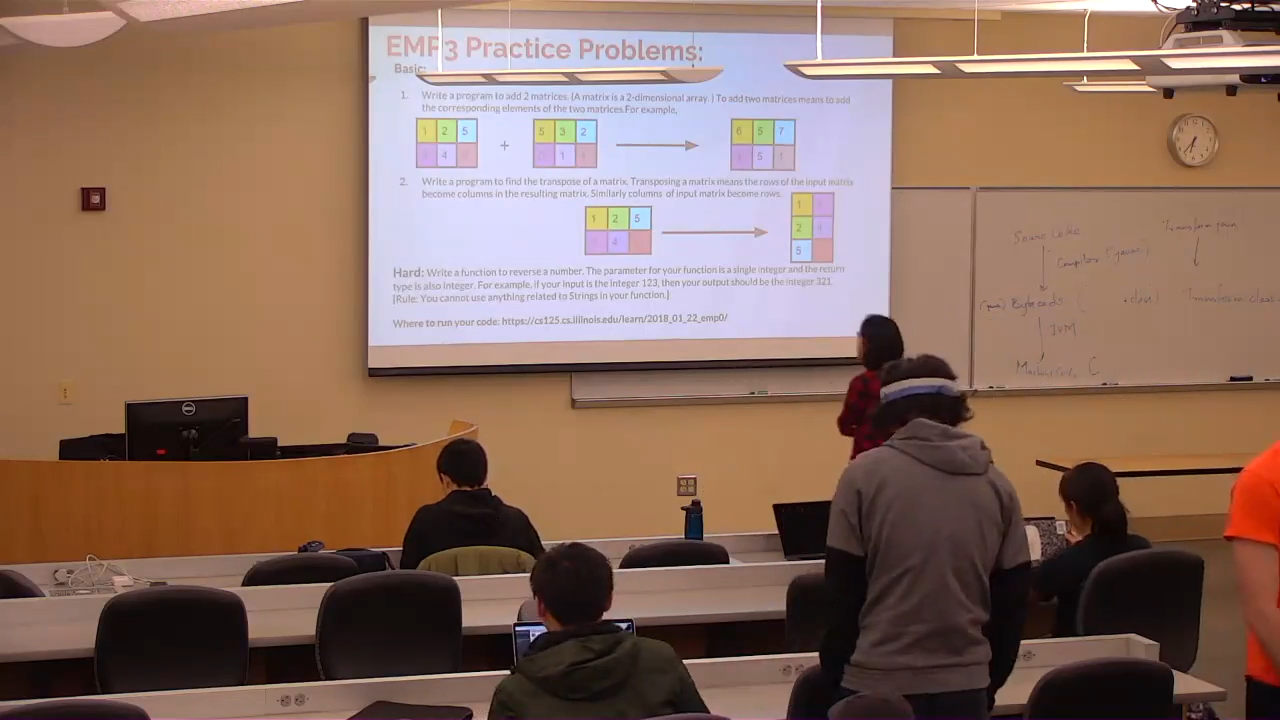 EMP3 Practice Problems:
Basic:
1. Write a program to add 2 matrices. (A matrix is a 2-dimensional array. ) To add two matrices means to add
the corresponding elements of the two matrices.For example,
1 2 5 + 5 3 2 6 5 7
4 1 5 1
2. Write a program to find the transpose of a matrix. Transposing a matrix means the rows of the input matrix
become columns in the resulting matrix. Similarly columns of input matrix become rows.
1 2 5 1
4 2 4
5
Hard: Write a function to reverse a number. The parameter for your function is a single integer and the return
type is also integer. For example, if your input is the integer 123, then your output should be the integer 321.
[Rule: You cannot use anything related to Strings in your function.]
Where to run your code: https://cs125.cs.illinois.edu/learn/2018_01_22_emp0/
Source Code
Compiler
JVM
DELL